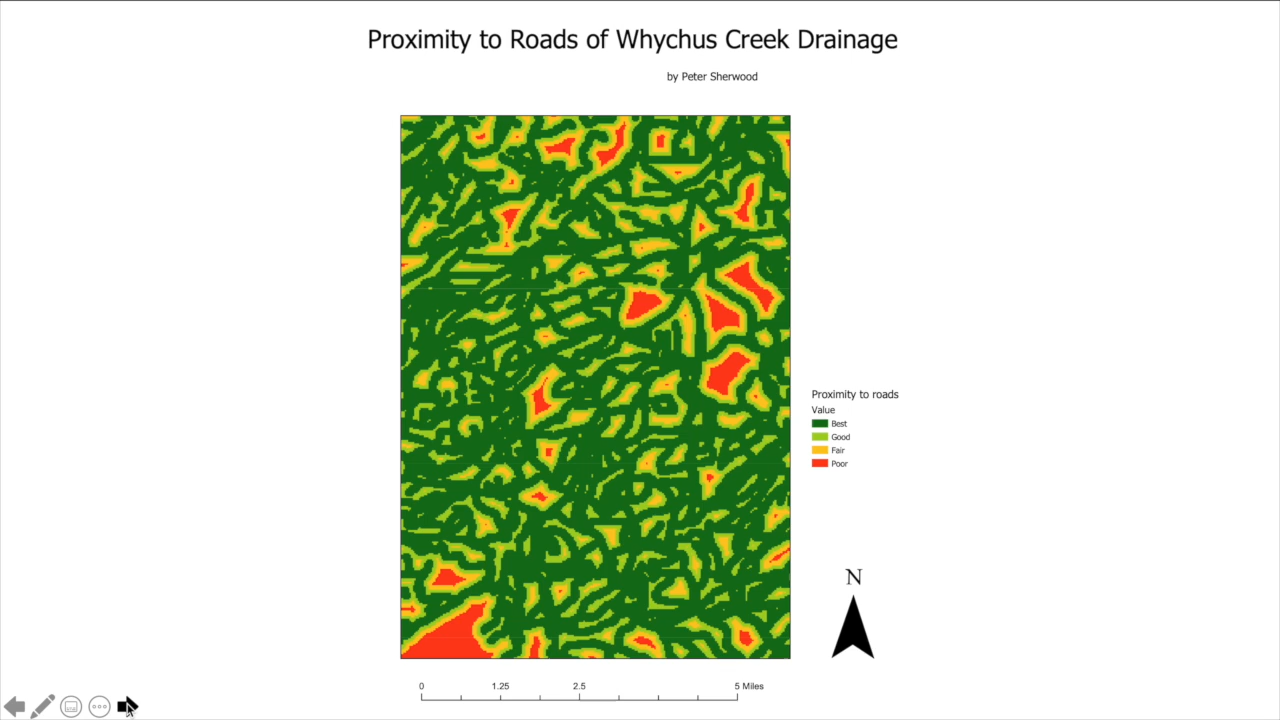 Proximity to Roads of Whychus Creek Drainage
by Peter Sherwood
Proximity to roads
Value
Best
Good
Fair
Poor
N
0 1.25 2.5 5 Miles